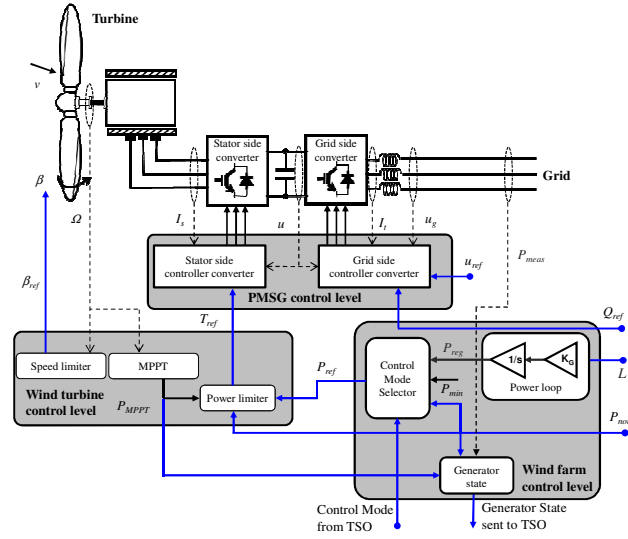 Turbine
v
Stator side
converter
Grid side
converter
Grid
β
Ω
I_s
u
I_t
u_g
P_meas
Stator side
controller converter
Grid side
controller converter
u_ref
PMSG control level
β_ref
T_ref
Q_ref
Speed limiter
MPPT
P_ref
Control
Mode
Selector
P_reg
1/s
K_G
Power loop
L
Wind turbine
control level
P_MPPT
Power limiter
P_min
Generator
state
Wind farm
control level
Control Mode
from TSO
Generator State
sent to TSO